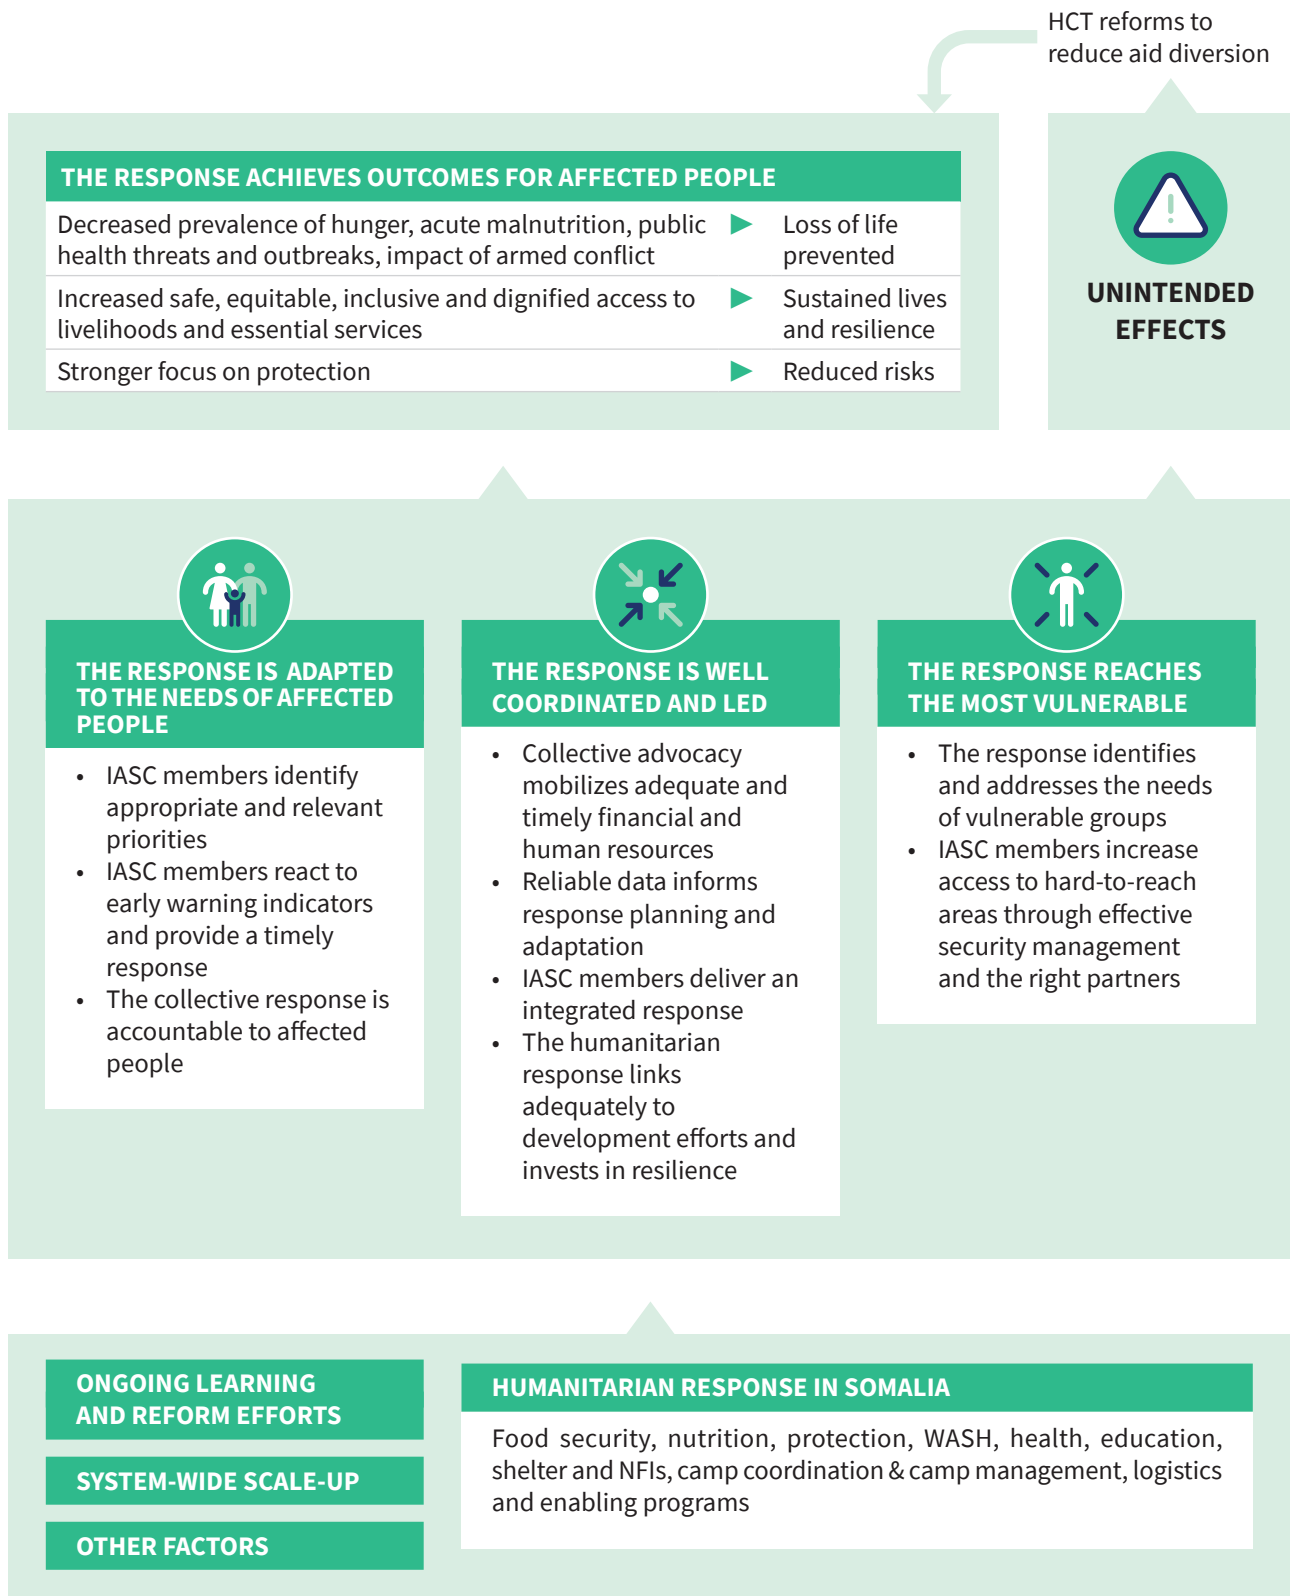 HCT reforms to
reduce aid diversion
THE RESPONSE ACHIEVES OUTCOMES FOR AFFECTED PEOPLE
Decreased prevalence of hunger, acute malnutrition, public
health threats and outbreaks, impact of armed conflict
Loss of life
prevented
Increased safe, equitable, inclusive and dignified access to
livelihoods and essential services
Sustained lives
and resilience
Stronger focus on protection
Reduced risks
UNINTENDED
EFFECTS
THE RESPONSE IS ADAPTED
TO THE NEEDS OF AFFECTED
PEOPLE
• IASC members identify
appropriate and relevant
priorities
• IASC members react to
early warning indicators
and provide a timely
response
• The collective response is
accountable to affected
people
THE RESPONSE IS WELL
COORDINATED AND LED
• Collective advocacy
mobilizes adequate and
timely financial and
human resources
• Reliable data informs
response planning and
adaptation
• IASC members deliver an
integrated response
• The humanitarian
response links
adequately to
development efforts and
invests in resilience
THE RESPONSE REACHES
THE MOST VULNERABLE
• The response identifies
and addresses the needs
of vulnerable groups
• IASC members increase
access to hard-to-reach
areas through effective
security management
and the right partners
ONGOING LEARNING
AND REFORM EFFORTS
SYSTEM-WIDE SCALE-UP
OTHER FACTORS
HUMANITARIAN RESPONSE IN SOMALIA
Food security, nutrition, protection, WASH, health, education,
shelter and NFIs, camp coordination & camp management, logistics
and enabling programs